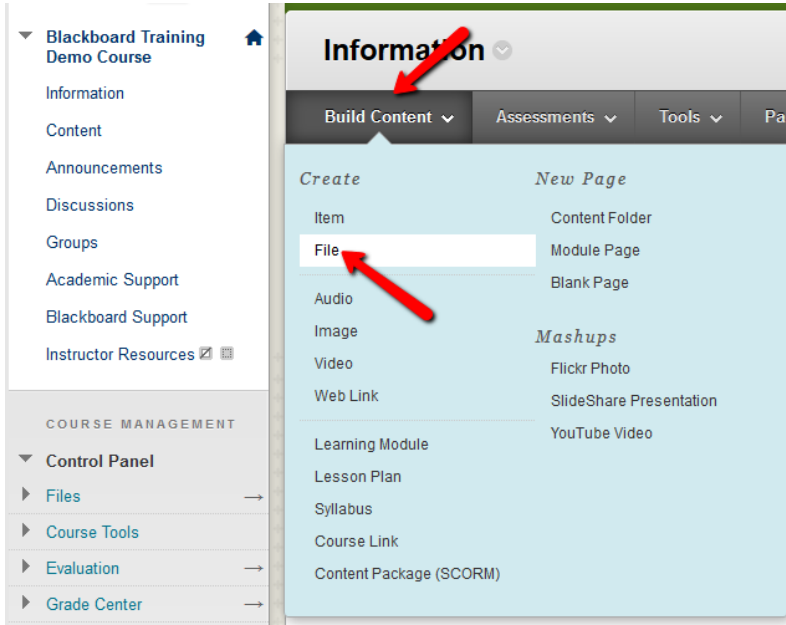 Blackboard Training
Demo Course
Information
Content
Announcements
Discussions
Groups
Academic Support
Blackboard Support
Instructor Resources
COURSE MANAGEMENT
Control Panel
Files
Course Tools
Evaluation
Grade Center
Information
Build Content
Assessments
Tools
Pa
Create
Item
File
Audio
Image
Video
Web Link
Learning Module
Lesson Plan
Syllabus
Course Link
Content Package (SCORM)
New Page
Content Folder
Module Page
Blank Page
Mashups
Flickr Photo
SlideShare Presentation
YouTube Video